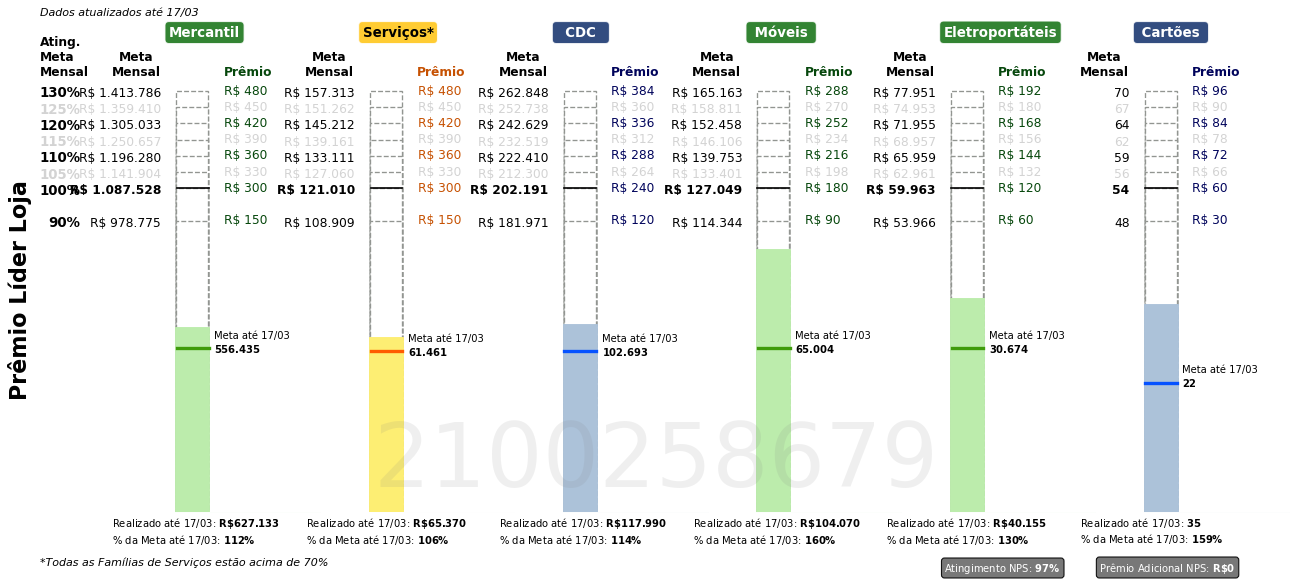 Dados atualizados até 17/03
Mercantil Serviços* CDC Móveis Eletroportáteis Cartões
Ating. Meta Mensal
Meta Mensal Prêmio Meta Mensal Prêmio Meta Mensal Prêmio Meta Mensal Prêmio Meta Mensal Prêmio Meta Mensal Prêmio
130% R$ 1.413.786 R$ 480 R$ 157.313 R$ 480 R$ 262.848 R$ 384 R$ 165.163 R$ 288 R$ 77.951 R$ 192 70 R$ 96
125% R$ 1.359.410 R$ 450 R$ 151.262 R$ 450 R$ 252.738 R$ 360 R$ 158.811 R$ 270 R$ 74.953 R$ 180 67 R$ 90
120% R$ 1.305.033 R$ 420 R$ 145.212 R$ 420 R$ 242.629 R$ 336 R$ 152.458 R$ 252 R$ 71.955 R$ 168 64 R$ 84
115% R$ 1.250.657 R$ 390 R$ 139.161 R$ 390 R$ 232.519 R$ 312 R$ 146.106 R$ 234 R$ 68.957 R$ 156 62 R$ 78
110% R$ 1.196.280 R$ 360 R$ 133.111 R$ 360 R$ 222.410 R$ 288 R$ 139.753 R$ 216 R$ 65.959 R$ 144 59 R$ 72
105% R$ 1.141.904 R$ 330 R$ 127.060 R$ 330 R$ 212.300 R$ 264 R$ 133.401 R$ 198 R$ 62.961 R$ 132 56 R$ 66
100% R$ 1.087.528 R$ 300 R$ 121.010 R$ 300 R$ 202.191 R$ 240 R$ 127.049 R$ 180 R$ 59.963 R$ 120 54 R$ 60
90% R$ 978.775 R$ 150 R$ 108.909 R$ 150 R$ 181.971 R$ 120 R$ 114.344 R$ 90 R$ 53.966 R$ 60 48 R$ 30
Prêmio Líder Loja
Meta até 17/03 Meta até 17/03 Meta até 17/03 Meta até 17/03 Meta até 17/03 Meta até 17/03
556.435 61.461 102.693 65.004 30.674 22
2100258679
Realizado até 17/03: R$627.133 Realizado até 17/03: R$65.370 Realizado até 17/03: R$117.990 Realizado até 17/03: R$104.070 Realizado até 17/03: R$40.155 Realizado até 17/03: 35
% da Meta até 17/03: 112% % da Meta até 17/03: 106% % da Meta até 17/03: 114% % da Meta até 17/03: 160% % da Meta até 17/03: 130% % da Meta até 17/03: 159%
*Todas as Famílias de Serviços estão acima de 70%
Atingimento NPS: 97% Prêmio Adicional NPS: R$0